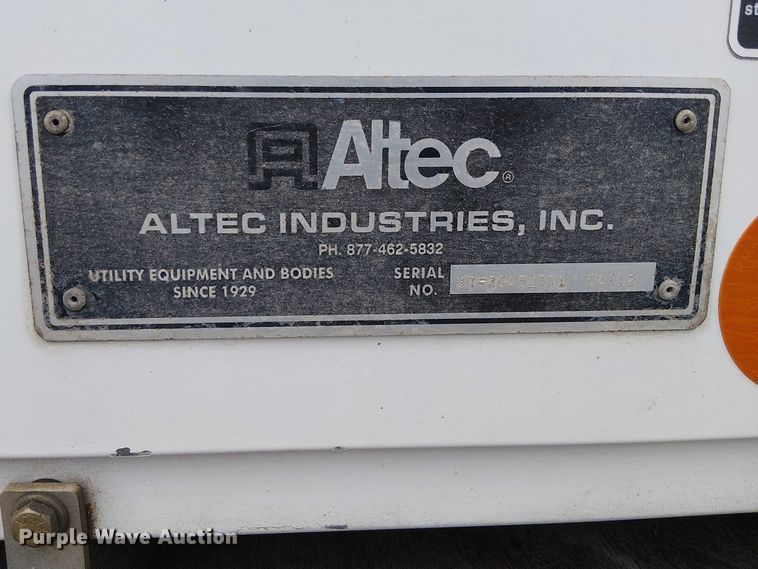 st
Altec®
ALTEC INDUSTRIES, INC.
PH. 877-462-5832
UTILITY EQUIPMENT AND BODIES
SINCE 1929
SERIAL
NO.
Purple Wave Auction